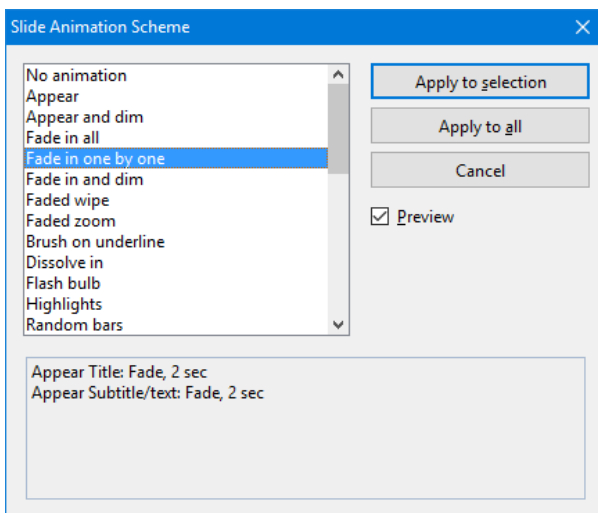 Slide Animation Scheme
No animation
Appear
Appear and dim
Fade in all
Fade in one by one
Fade in and dim
Faded wipe
Faded zoom
Brush on underline
Dissolve in
Flash bulb
Highlights
Random bars
Apply to selection
Apply to all
Cancel
Preview
Appear Title: Fade, 2 sec
Appear Subtitle/text: Fade, 2 sec